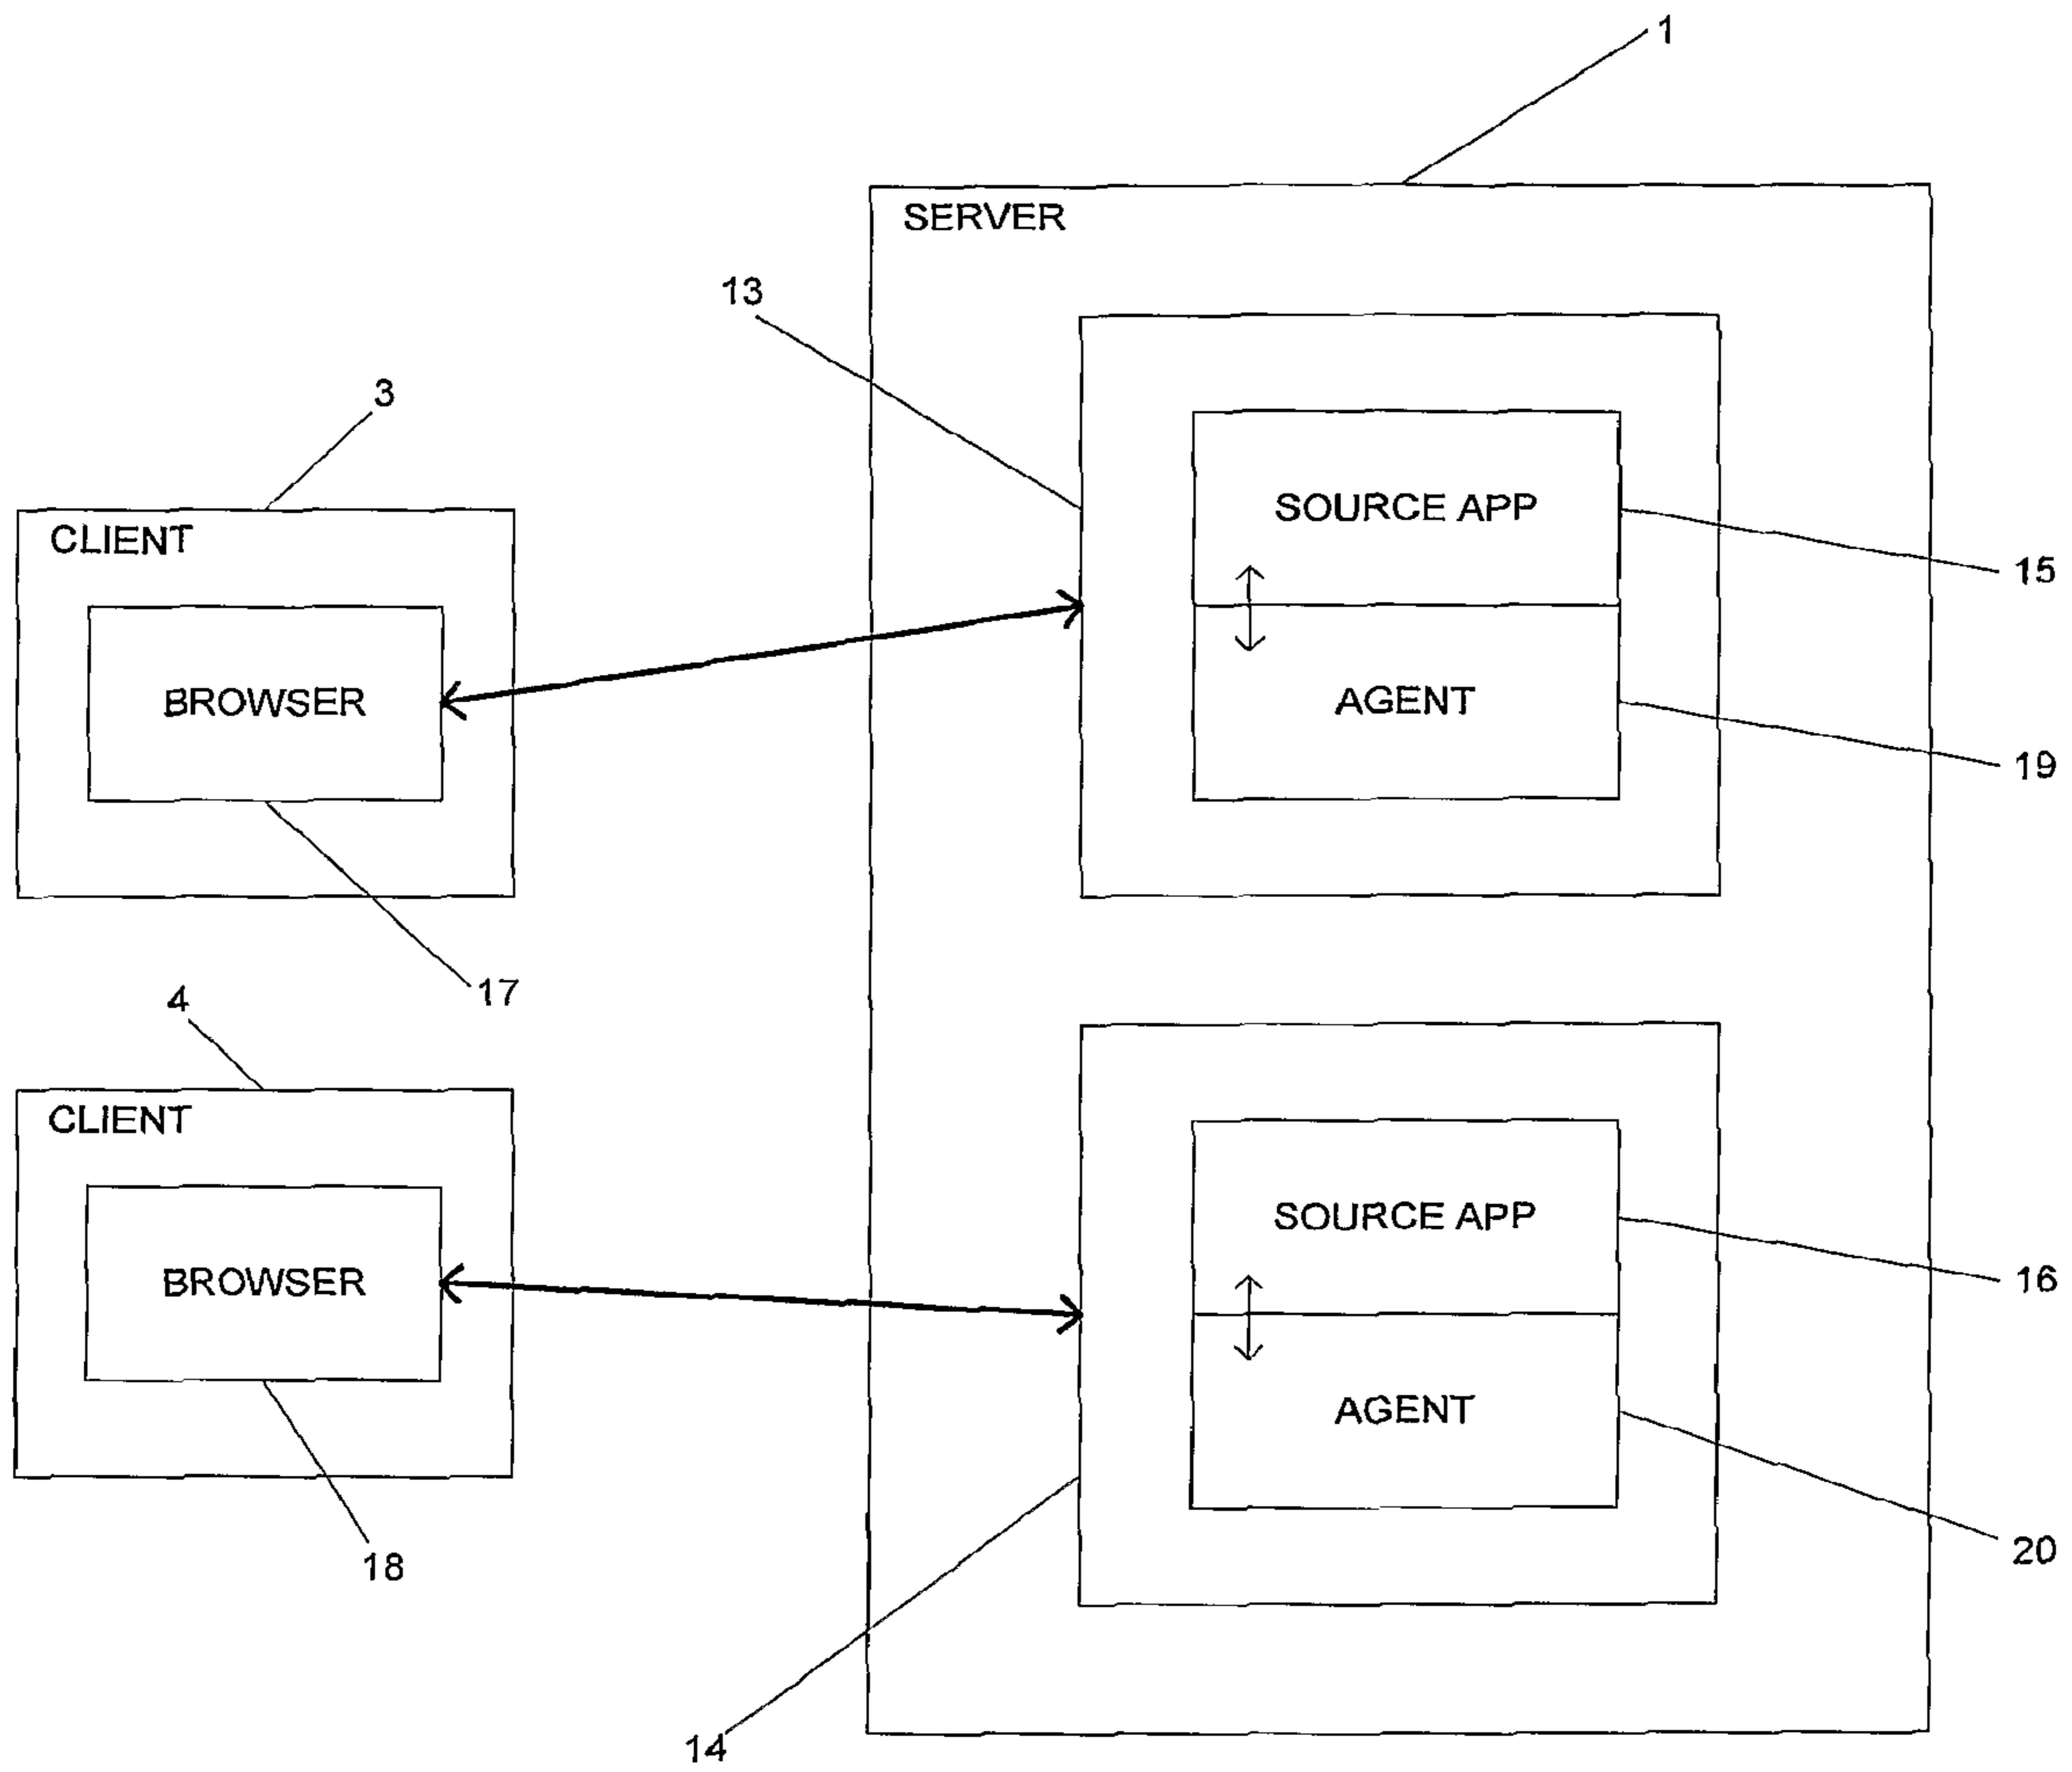 1
SERVER
13
3
CLIENT
SOURCE APP
15
BROWSER
AGENT
19
17
4
CLIENT
SOURCE APP
16
BROWSER
AGENT
20
18
14